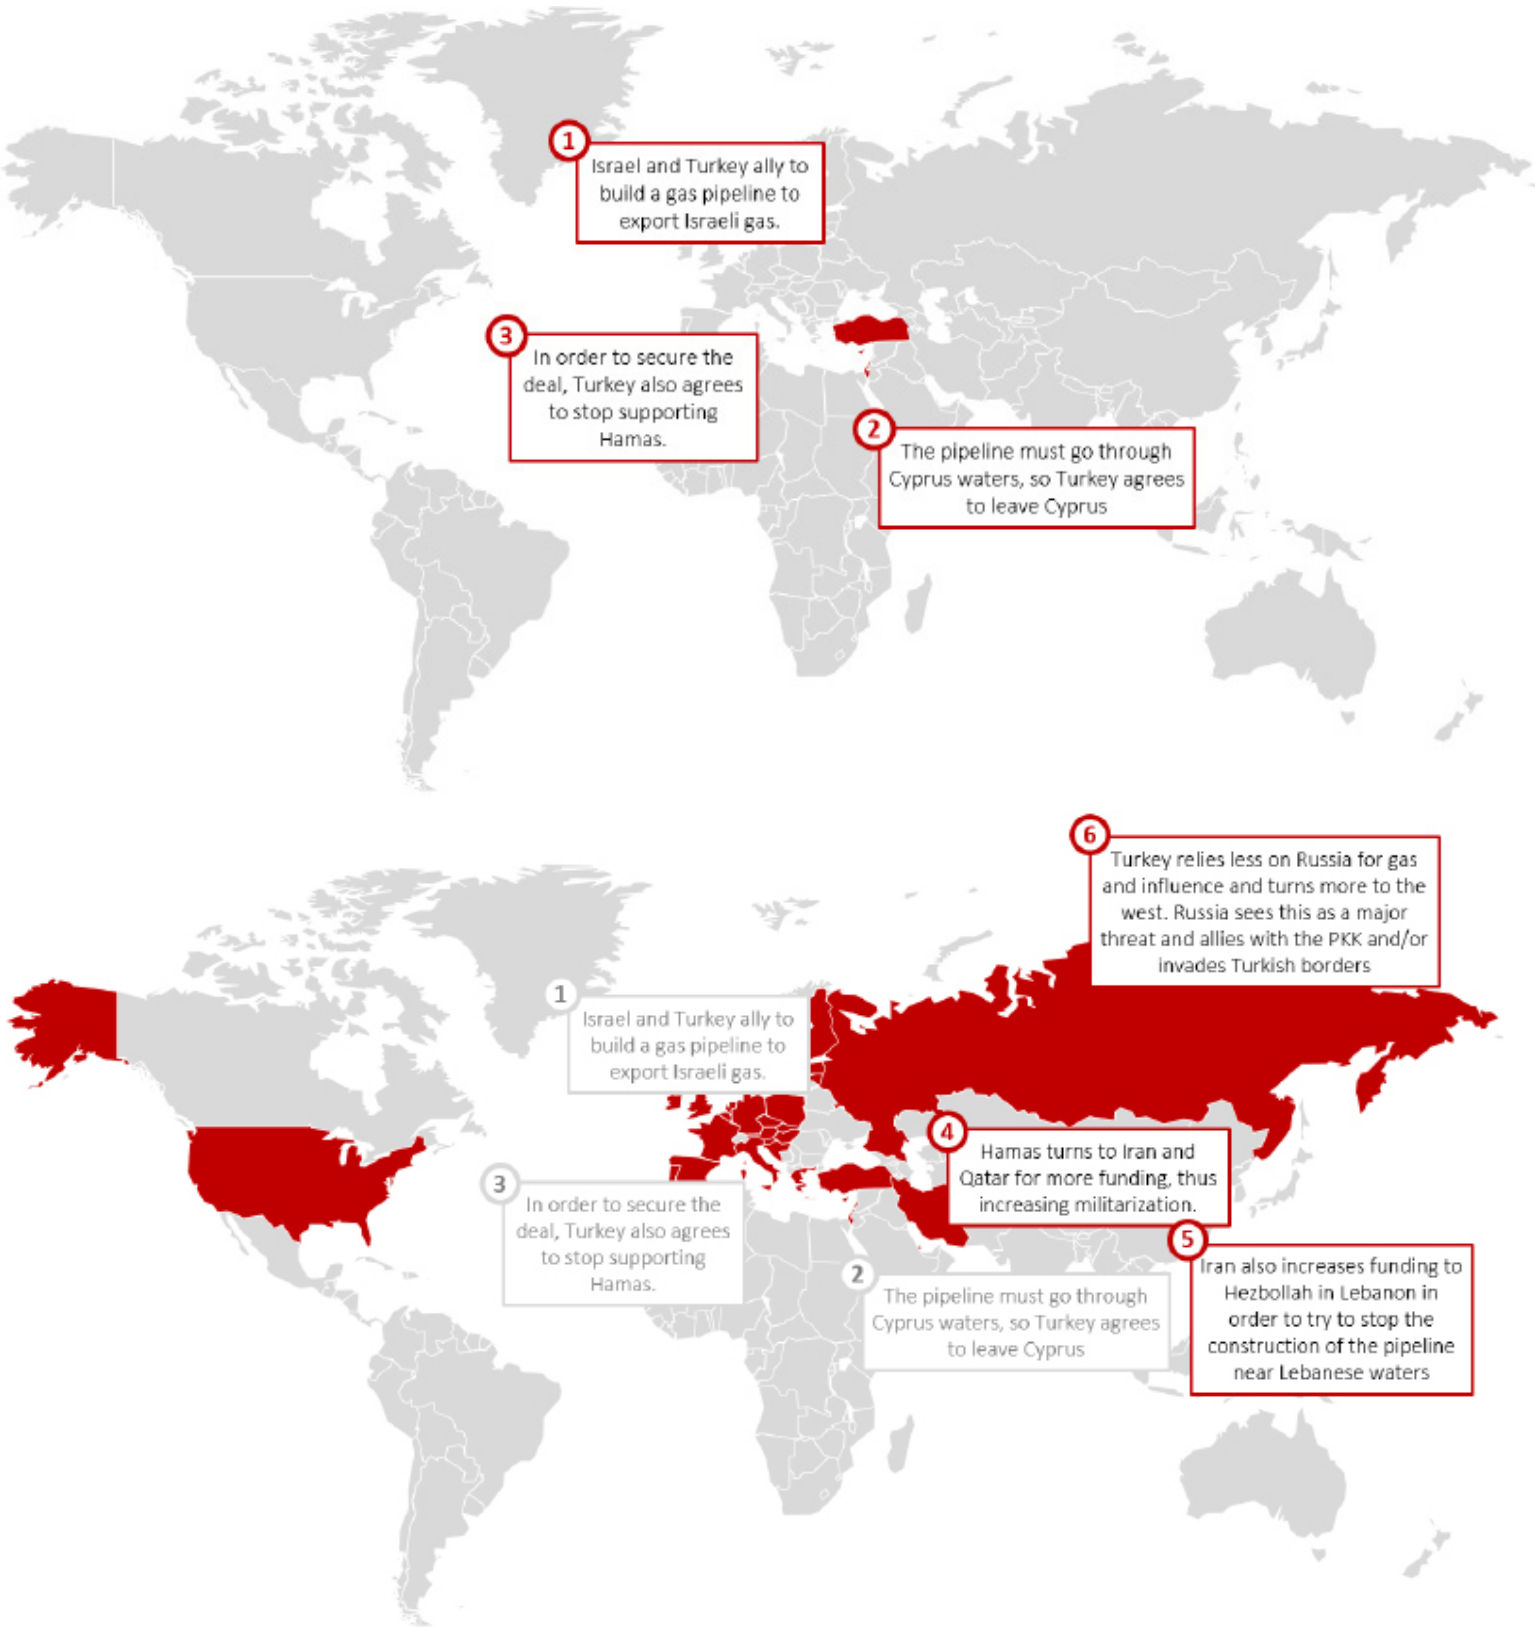 1
Israel and Turkey ally to
build a gas pipeline to
export Israeli gas.
3
In order to secure the
deal, Turkey also agrees
to stop supporting
Hamas.
2
The pipeline must go through
Cyprus waters, so Turkey agrees
to leave Cyprus
6
Turkey relies less on Russia for gas
and influence and turns more to the
west. Russia sees this as a major
threat and allies with the PKK and/or
invades Turkish borders
1
Israel and Turkey ally to
build a gas pipeline to
export Israeli gas.
4
Hamas turns to Iran and
Qatar for more funding, thus
increasing militarization.
3
In order to secure the
deal, Turkey also agrees
to stop supporting
Hamas.
5
Iran also increases funding to
Hezbollah in Lebanon in
order to try to stop the
construction of the pipeline
near Lebanese waters
2
The pipeline must go through
Cyprus waters, so Turkey agrees
to leave Cyprus